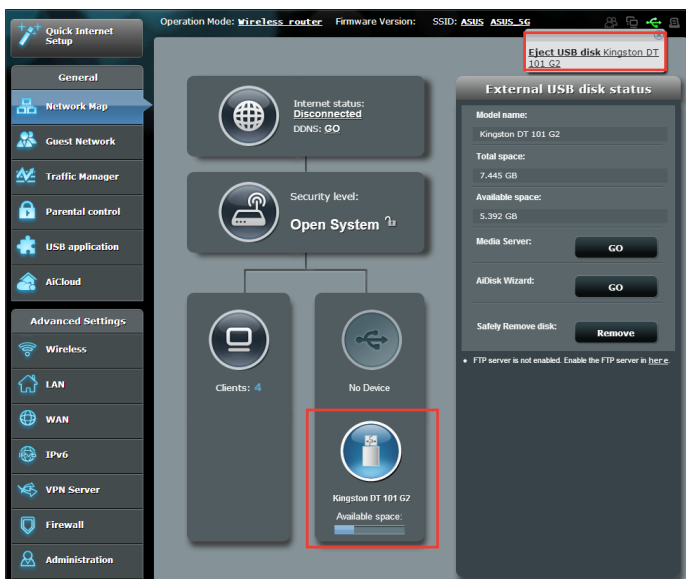 Quick Internet
Setup
Operation Mode: Wireless router Firmware Version: SSID: ASUS ASUS_5G
Eject USB disk Kingston DT
101 G2
General
Network Map
Guest Network
Traffic Manager
Parental control
USB application
AiCloud
Advanced Settings
Wireless
LAN
WAN
IPv6
VPN Server
Firewall
Administration
Internet status:
Disconnected
DDNS: GO
Security level:
Open System
Clients: 4
No Device
Kingston DT 101 G2
Available space:
External USB disk status
Model name:
Kingston DT 101 G2
Total space:
7.445 GB
Available space:
5.392 GB
Media Server: GO
AiDisk Wizard: GO
Safely Remove disk: Remove
• FTP server is not enabled. Enable the FTP server in here.